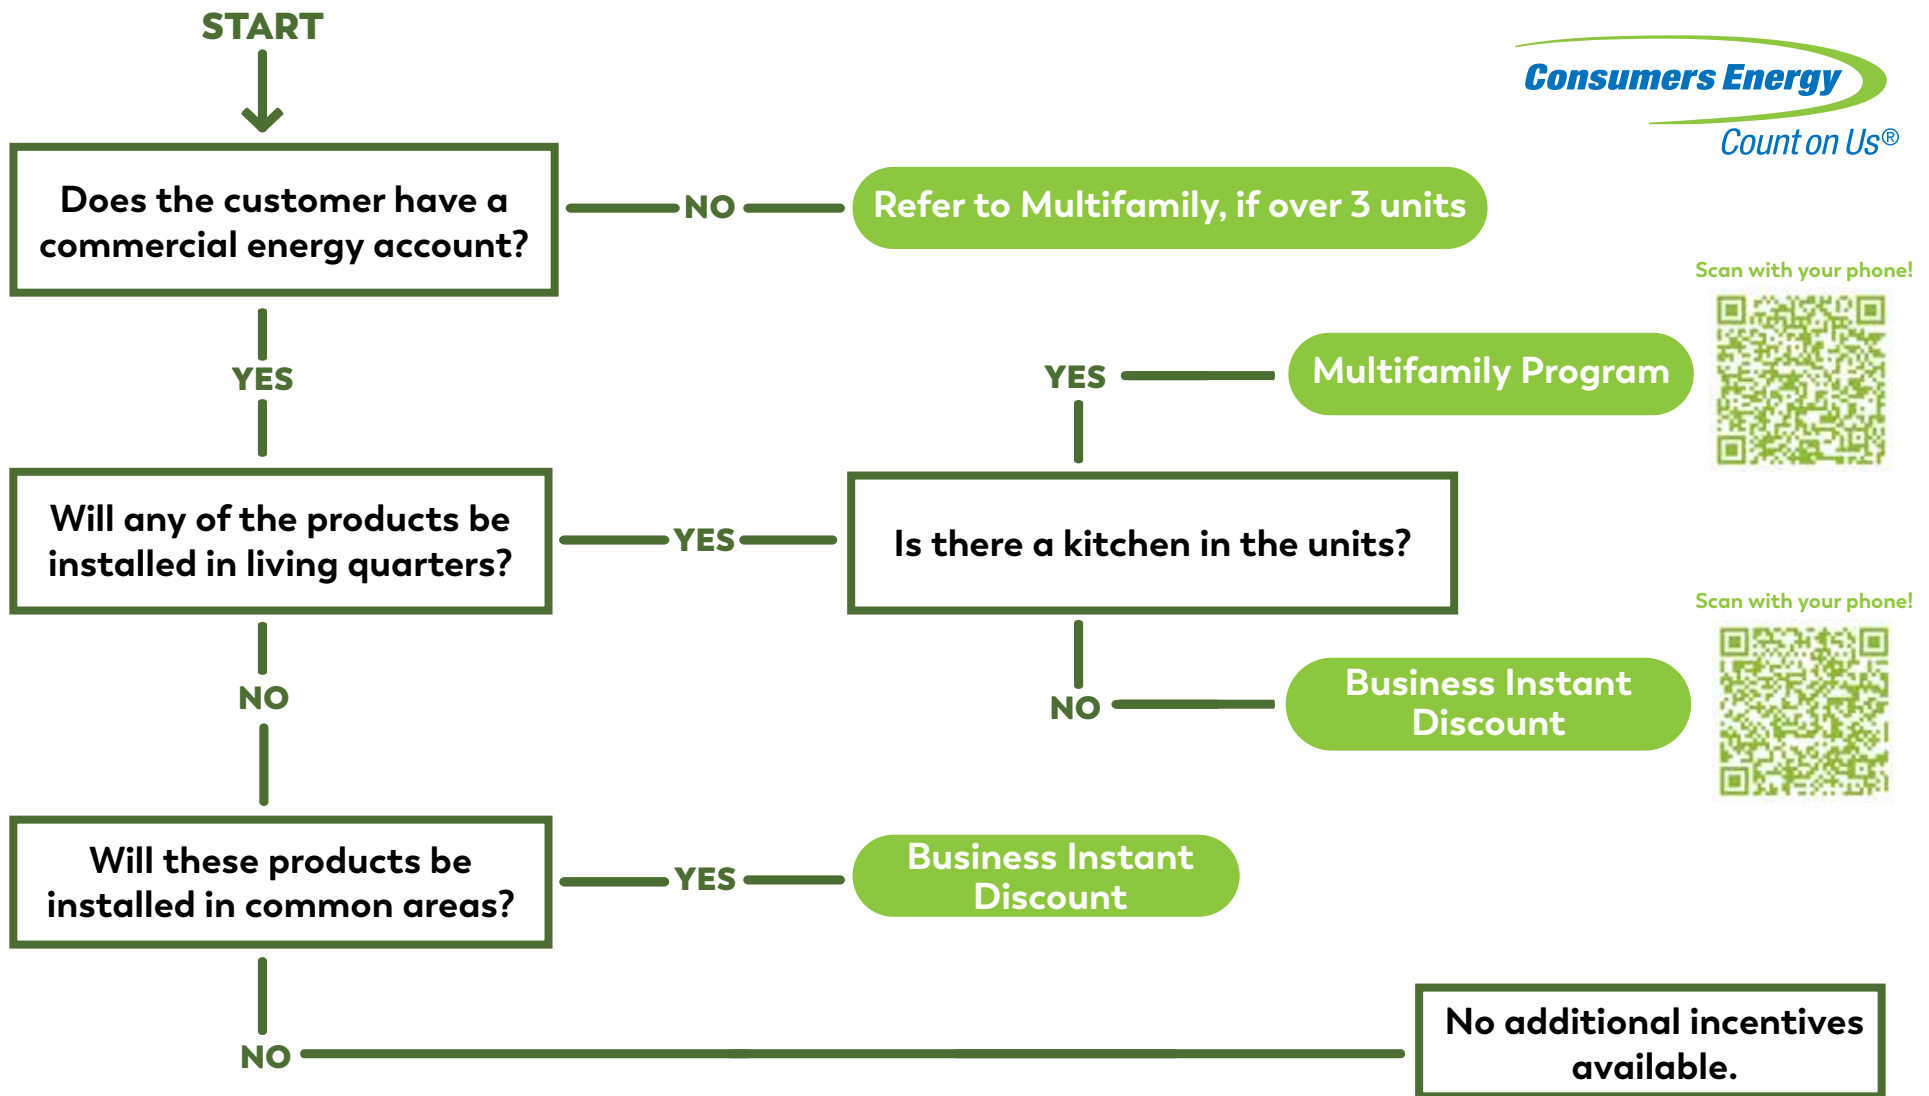 START
Consumers Energy
Count on Us®
Does the customer have a
commercial energy account?
NO
Refer to Multifamily, if over 3 units
Scan with your phone!
YES
YES
Multifamily Program
Will any of the products be
installed in living quarters?
YES
Is there a kitchen in the units?
Scan with your phone!
NO
NO
Business Instant
Discount
Will these products be
installed in common areas?
YES
Business Instant
Discount
NO
No additional incentives
available.